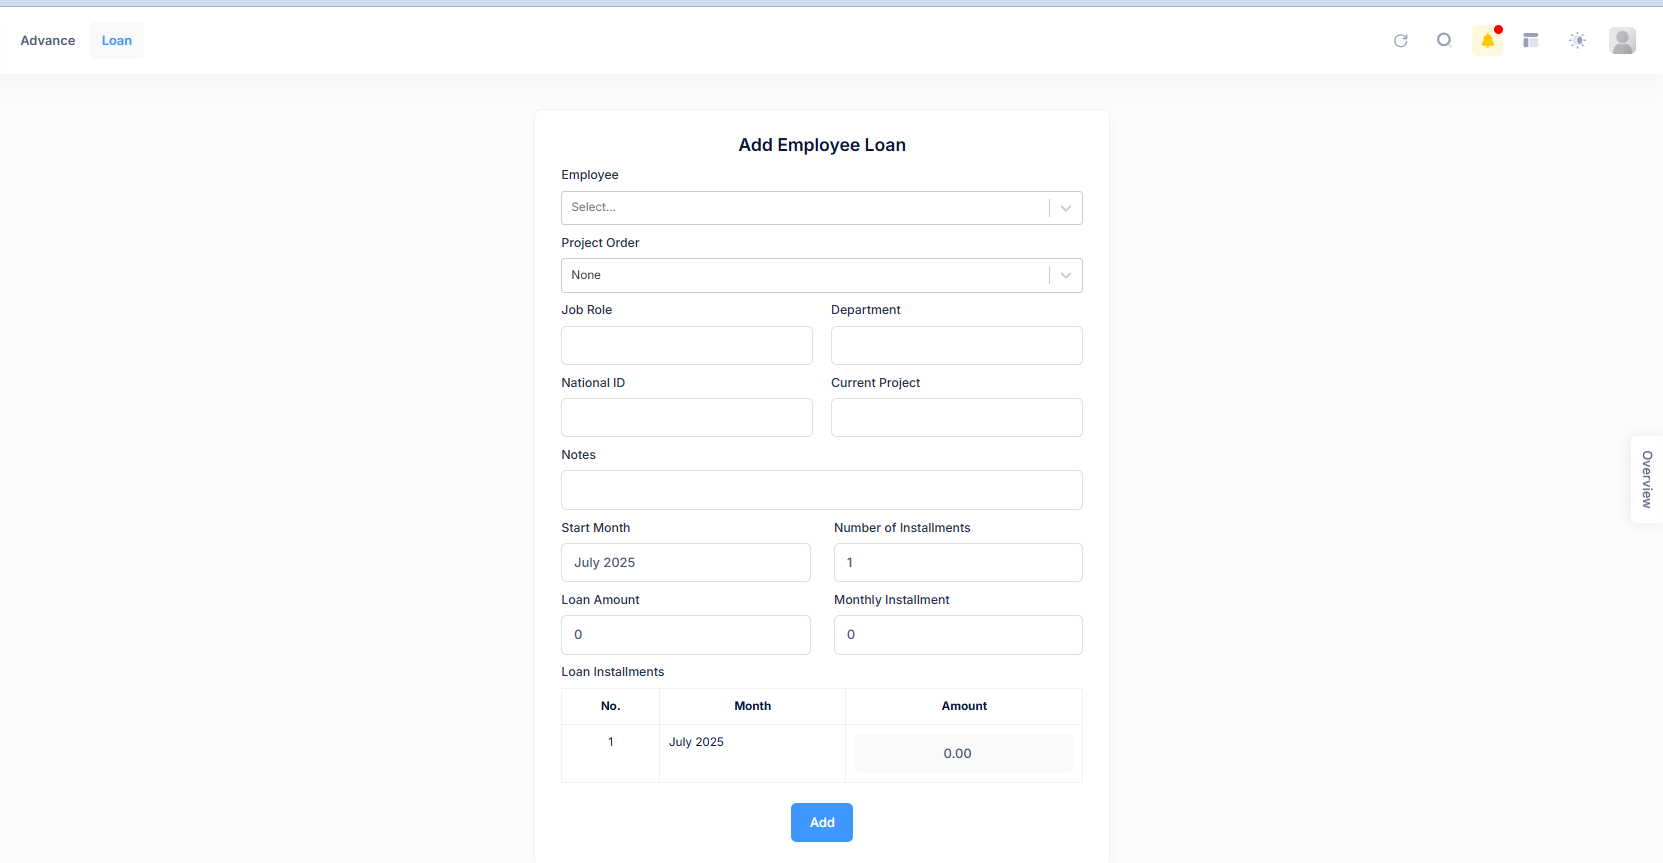 Advance Loan
Add Employee Loan
Employee
Select...
Project Order
None
Job Role Department
National ID Current Project
Notes
Overview
Start Month Number of Installments
July 2025 1
Loan Amount Monthly Installment
0 0
Loan Installments
No. Month Amount
1 July 2025 0.00
Add